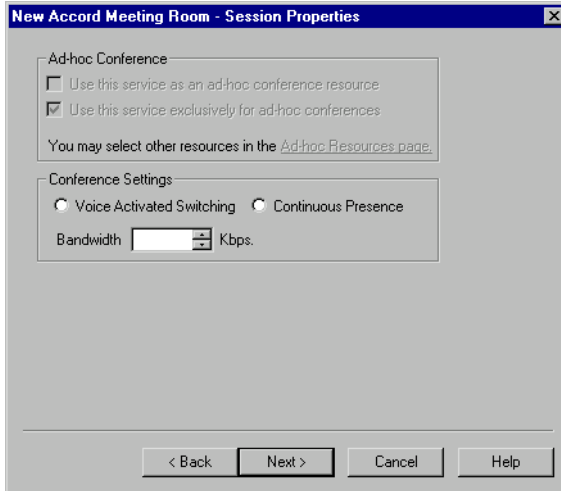 New Accord Meeting Room - Session Properties
Ad-hoc Conference
Use this service as an ad-hoc conference resource
Use this service exclusively for ad-hoc conferences
You may select other resources in the Ad-hoc Resources page.
Conference Settings
Voice Activated Switching Continuous Presence
Bandwidth Kbps.
< Back Next > Cancel Help